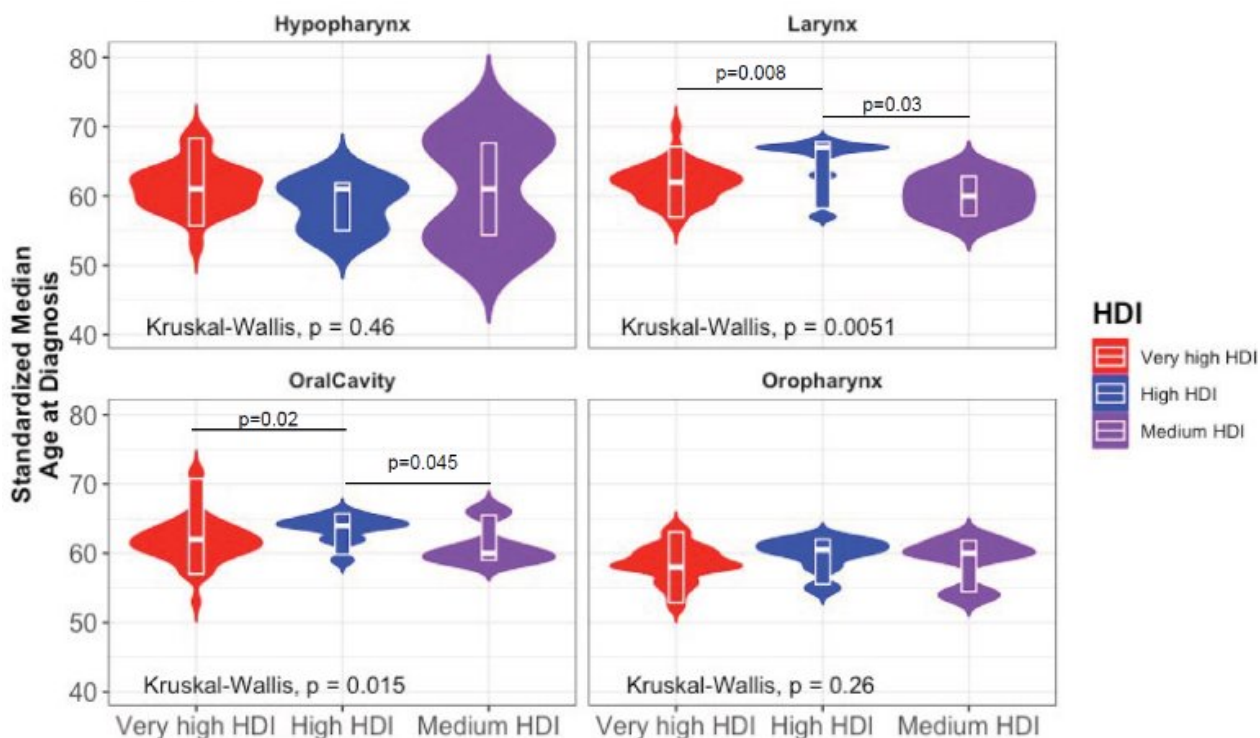 Hypopharynx
Larynx
80
70
60
50
40
p=0.008
p=0.03
Kruskal-Wallis, p = 0.46
Kruskal-Wallis, p = 0.0051
Standardized Median
Age at Diagnosis
OralCavity
Oropharynx
80
70
60
50
40
p=0.02
p=0.045
Kruskal-Wallis, p = 0.015
Kruskal-Wallis, p = 0.26
Very high HDI
High HDI
Medium HDI
Very high HDI
High HDI
Medium HDI
HDI
Very high HDI
High HDI
Medium HDI